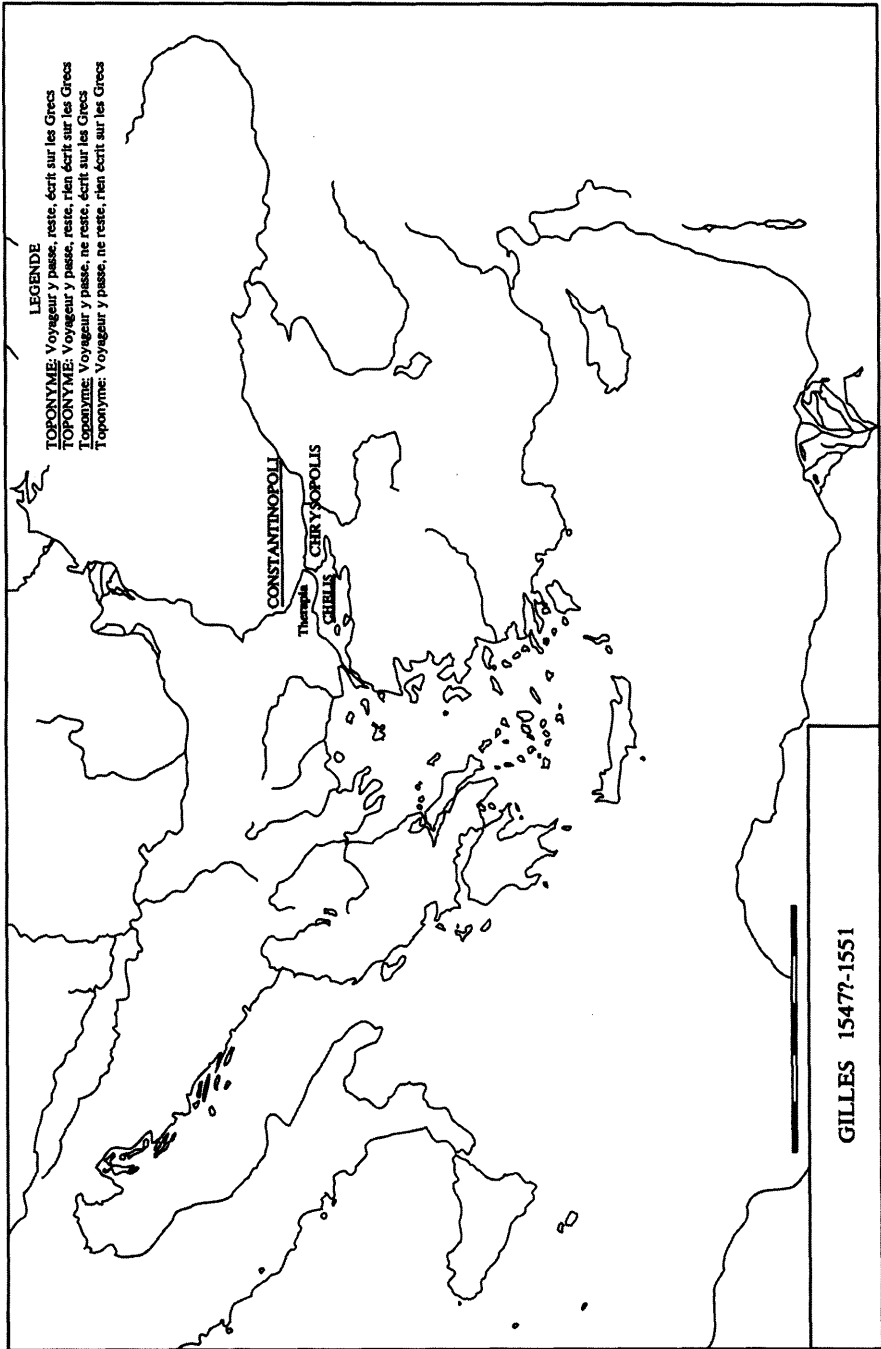 LEGENDE
TOPONYME: Voyageur y passe, reste, écrit sur les Grecs
TOPONYME: Voyageur y passe, reste, rien écrit sur les Grecs
Toponyme: Voyageur y passe, ne reste, écrit sur les Grecs
Toponyme: Voyageur y passe, ne reste, rien écrit sur les Grecs
CONSTANTINOPOLI
Therapia
CHRYSOPOLIS
CHELIS
GILLES 1547?-1551